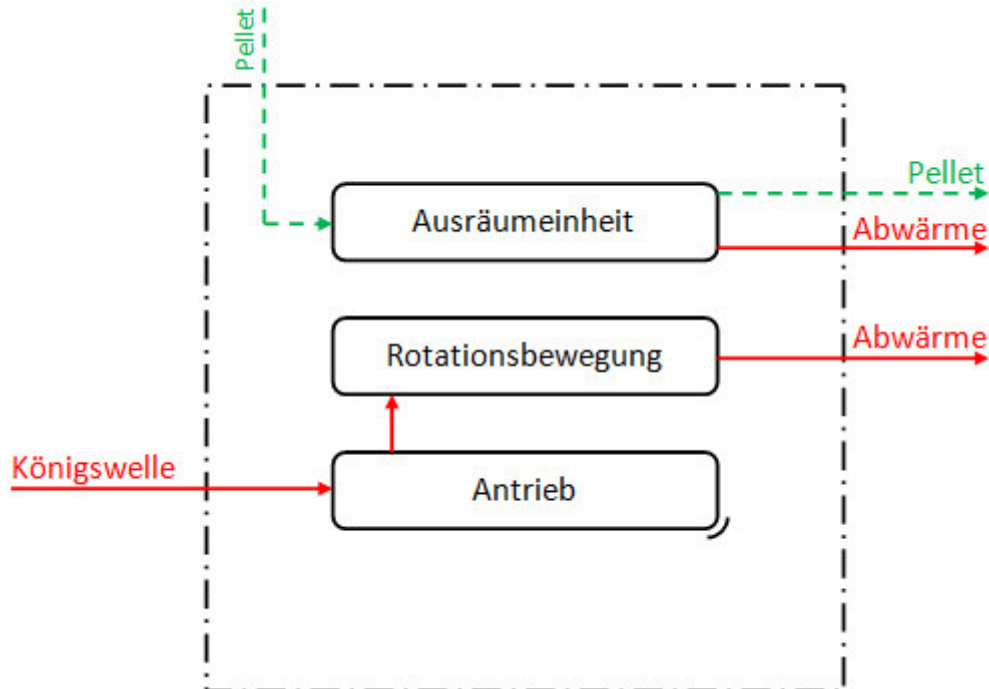 Pellet
Pellet
Ausräumeinheit
Abwärme
Abwärme
Rotationsbewegung
Königswelle
Antrieb